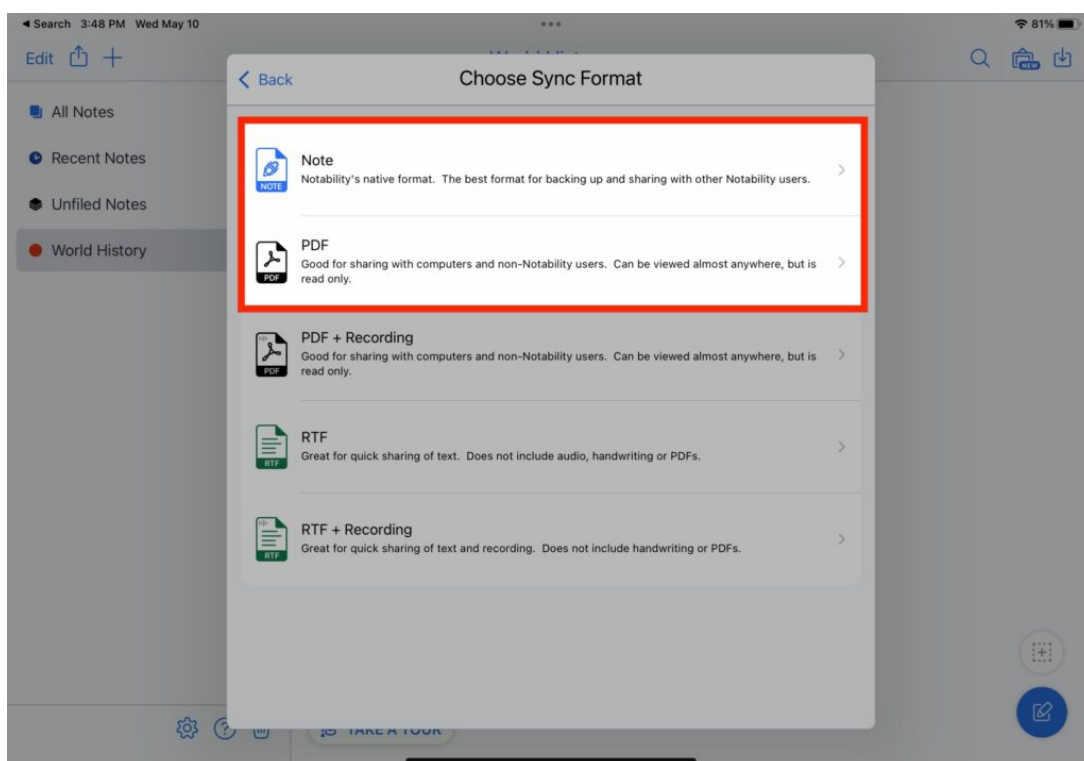 Search 3:48 PM Wed May 10
81%
Edit
Choose Sync Format
Back
NEW
All Notes
Recent Notes
Unfiled Notes
World History
Note
Notability's native format. The best format for backing up and sharing with other Notability users.
NOTE
PDF
Good for sharing with computers and non-Notability users. Can be viewed almost anywhere, but is
read only.
PDF
PDF + Recording
Good for sharing with computers and non-Notability users. Can be viewed almost anywhere, but is
read only.
PDF
RTF
Great for quick sharing of text. Does not include audio, handwriting or PDFs.
RTF
RTF + Recording
Great for quick sharing of text and recording. Does not include handwriting or PDFs.
RTF
TAKE A TOUR